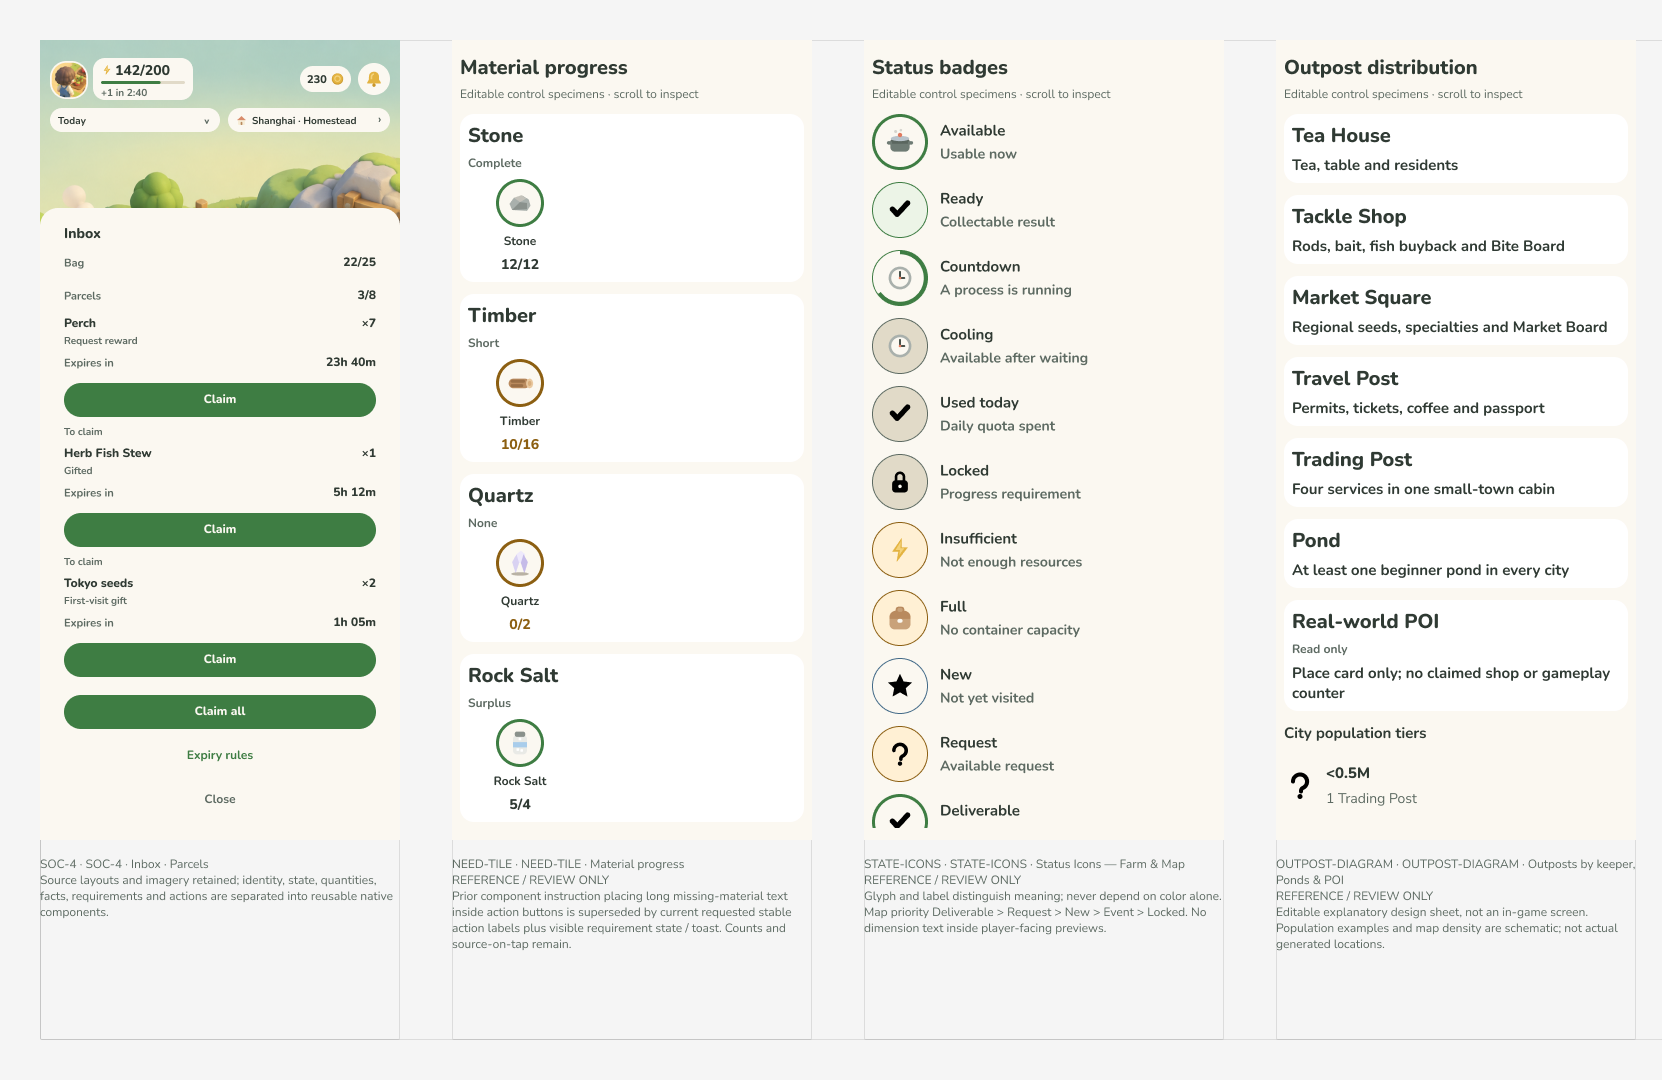 142/200
+1 in 2:40
230
Today
Shanghai · Homestead
Inbox
Bag 22/25
Parcels 3/8
Perch ×7
Request reward
Expires in 23h 40m
Claim
To claim
Herb Fish Stew ×1
Gifted
Expires in 5h 12m
Claim
To claim
Tokyo seeds ×2
First-visit gift
Expires in 1h 05m
Claim
Claim all
Expiry rules
Close
SOC-4 · SOC-4 · Inbox · Parcels
Source layouts and imagery retained; identity, state, quantities,
facts, requirements and actions are separated into reusable native
components.
Material progress
Editable control specimens · scroll to inspect
Stone
Complete
Stone
12/12
Timber
Short
Timber
10/16
Quartz
None
Quartz
0/2
Rock Salt
Surplus
Rock Salt
5/4
NEED-TILE · NEED-TILE · Material progress
REFERENCE / REVIEW ONLY
Prior component instruction placing long missing-material text
inside action buttons is superseded by current requested stable
action labels plus visible requirement state / toast. Counts and
source-on-tap remain.
Status badges
Editable control specimens · scroll to inspect
Available
Usable now
Ready
Collectable result
Countdown
A process is running
Cooling
Available after waiting
Used today
Daily quota spent
Locked
Progress requirement
Insufficient
Not enough resources
Full
No container capacity
New
Not yet visited
Request
Available request
Deliverable
STATE-ICONS · STATE-ICONS · Status Icons — Farm & Map
REFERENCE / REVIEW ONLY
Glyph and label distinguish meaning; never depend on color alone.
Map priority Deliverable > Request > New > Event > Locked. No
dimension text inside player-facing previews.
Outpost distribution
Editable control specimens · scroll to inspect
Tea House
Tea, table and residents
Tackle Shop
Rods, bait, fish buyback and Bite Board
Market Square
Regional seeds, specialties and Market Board
Travel Post
Permits, tickets, coffee and passport
Trading Post
Four services in one small-town cabin
Pond
At least one beginner pond in every city
Real-world POI
Read only
Place card only; no claimed shop or gameplay
counter
City population tiers
<0.5M
1 Trading Post
OUTPOST-DIAGRAM · OUTPOST-DIAGRAM · Outposts by keeper,
Ponds & POI
REFERENCE / REVIEW ONLY
Editable explanatory design sheet, not an in-game screen.
Population examples and map density are schematic; not actual
generated locations.